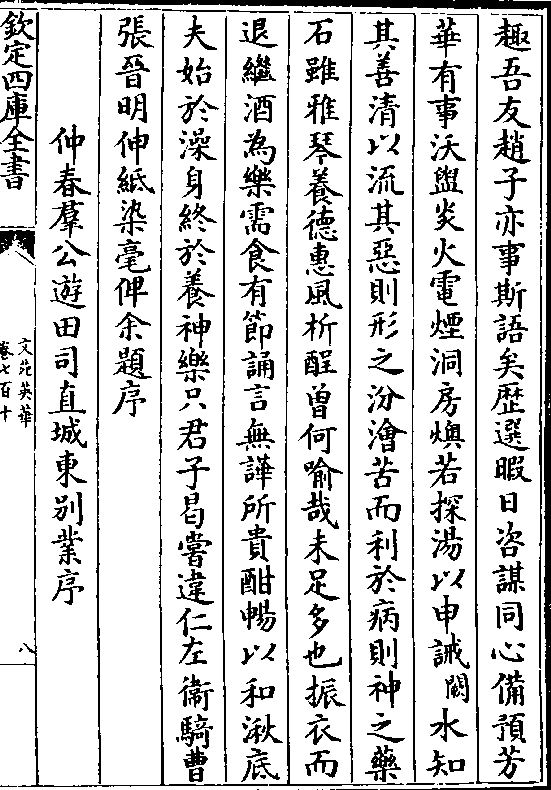 趣吾友趙子亦事斯語矣歴選暇日咨謀同心備預芳
華有事沃盥炎火電煙洞房燠若探湯以申誡闕水知
其善清以流其惡則形之汾澮苦而利於病則神之藥
石雖雅琴養德惠風析酲曾何喻哉未足多也振衣而
退繼酒為樂需食有節誦言無譁所貴酣暢以和湫底
夫始於澡身終於養神樂只君子曷嘗違仁左衞騎曹
張晉明伸紙染毫俾余題序
仲春羣公遊田司直城東别業序
欽定四庫全書
文苑英華
卷七百十
八